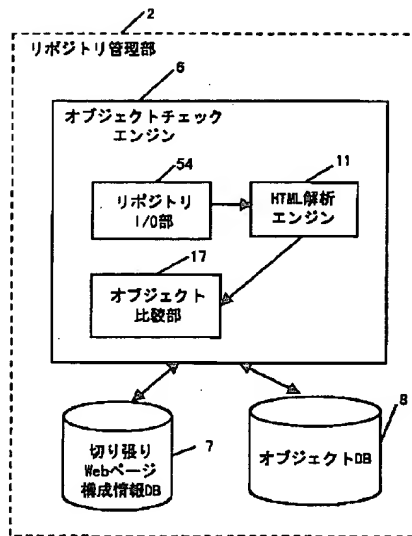 2
リポジトリ管理部
6
オブジェクトチェック
エンジン
54
11
リポジトリ
I/O部
HTML解析
エンジン
17
オブジェクト
比較部
7
切り張り
Webページ
構成情報DB
8
オブジェクトDB